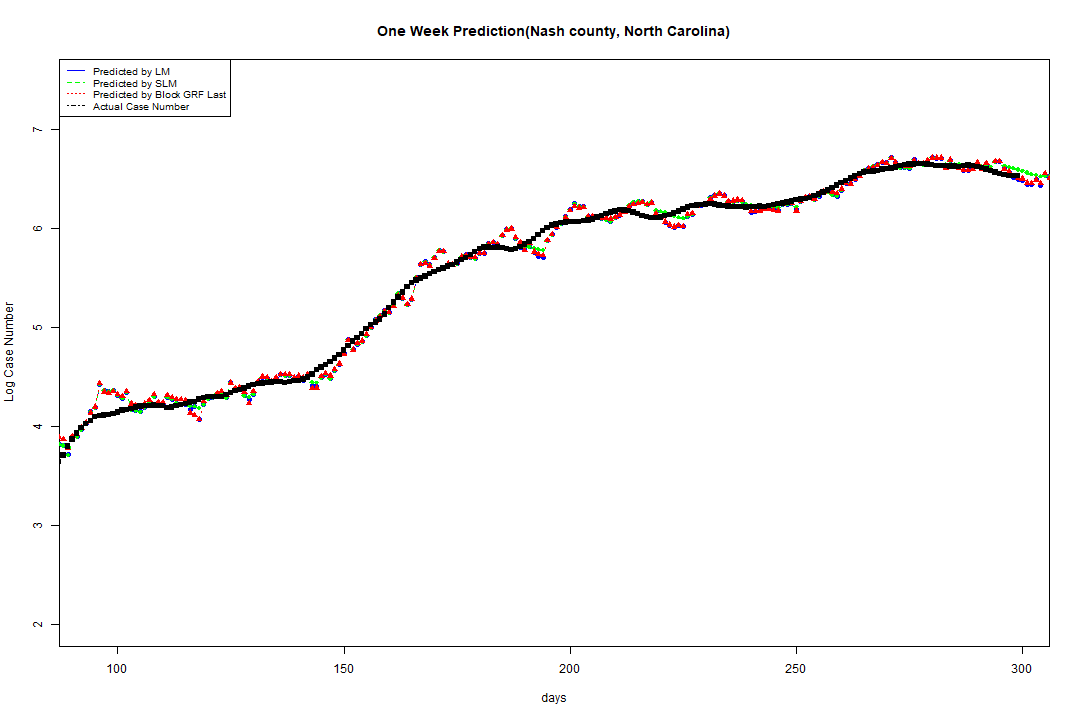 One Week Prediction(Nash county, North Carolina)
Predicted by LM
Predicted by SLM
Predicted by Block GRF Last
Actual Case Number
7
6
5
4
3
2
Log Case Number
100 150 200 250 300
days